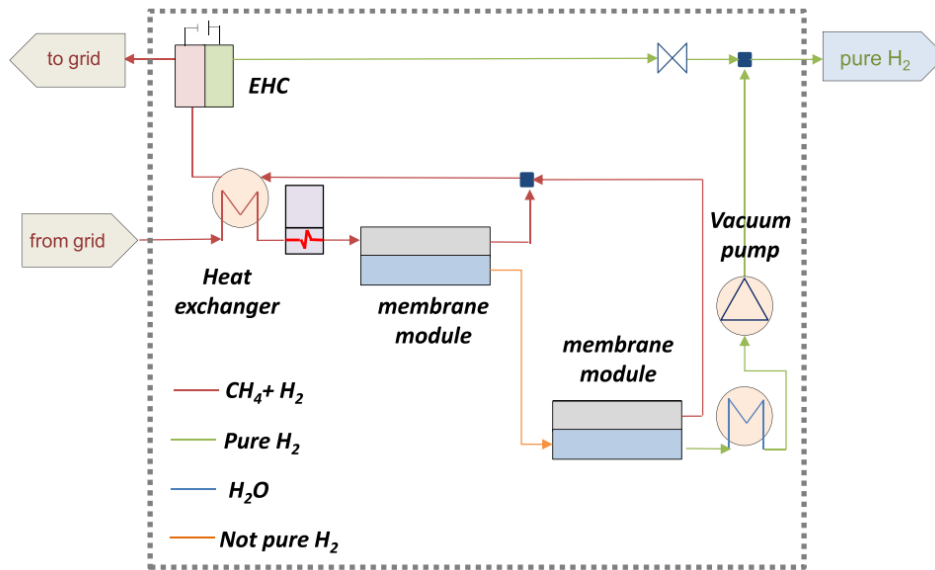 to grid
EHC
pure H₂
from grid
Heat
exchanger
membrane
module
Vacuum
pump
membrane
module
CH₄+ H₂
Pure H₂
H₂O
Not pure H₂